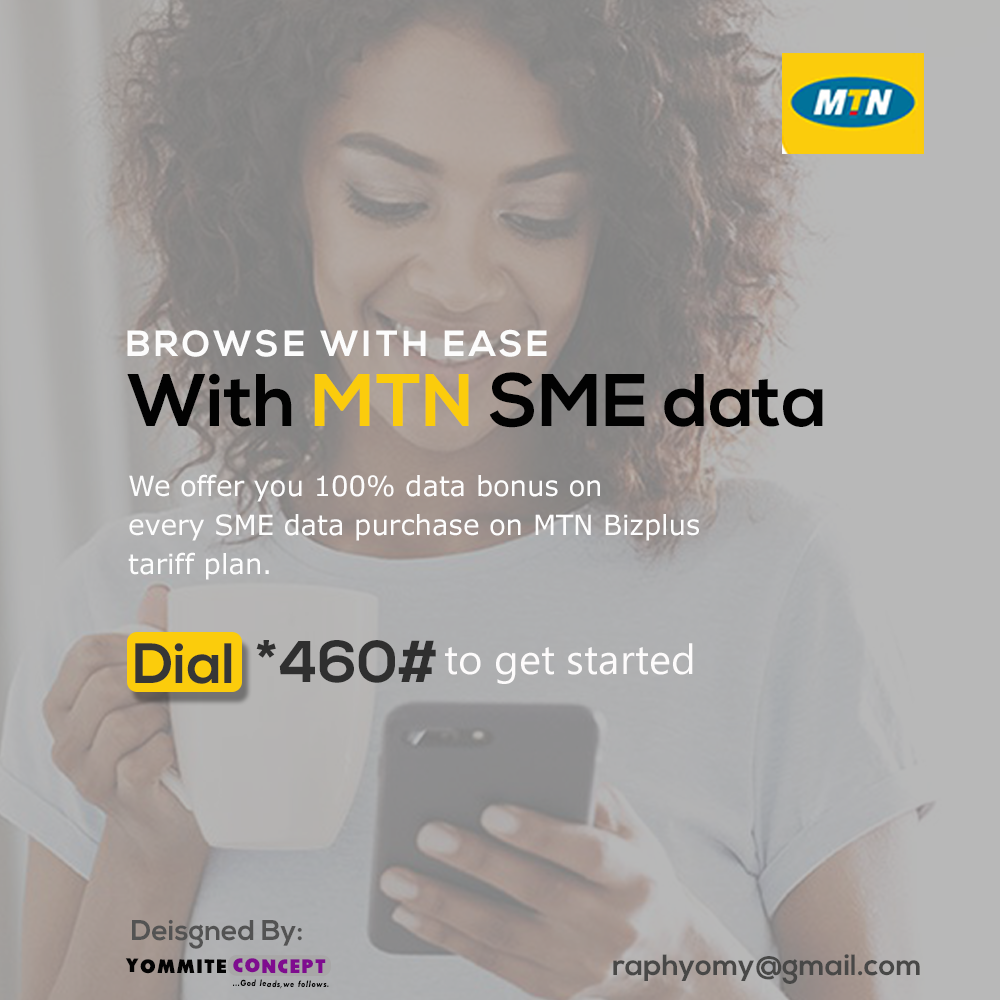 MTN
BROWSE WITH EASE
With MTN SME data
We offer you 100% data bonus on
every SME data purchase on MTN Bizplus
tariff plan.
Dial *460# to get started
Deisgned By:
YOMMITE CONCEPT
...God leads,we follows.
raphyomy@gmail.com